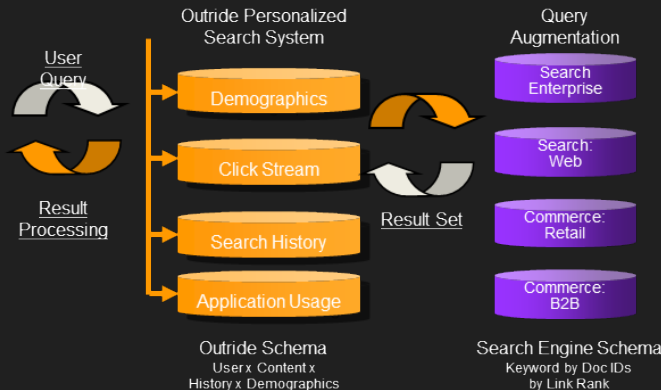 Outride Personalized
Search System
Query
Augmentation
User
Query
Demographics
Click Stream
Search History
Application Usage
Result
Processing
Result Set
Search
Enterprise
Search:
Web
Commerce:
Retail
Commerce:
B2B
Outride Schema
User x Content x
History x Demographics
Search Engine Schema
Keyword by Doc IDs
by Link Rank